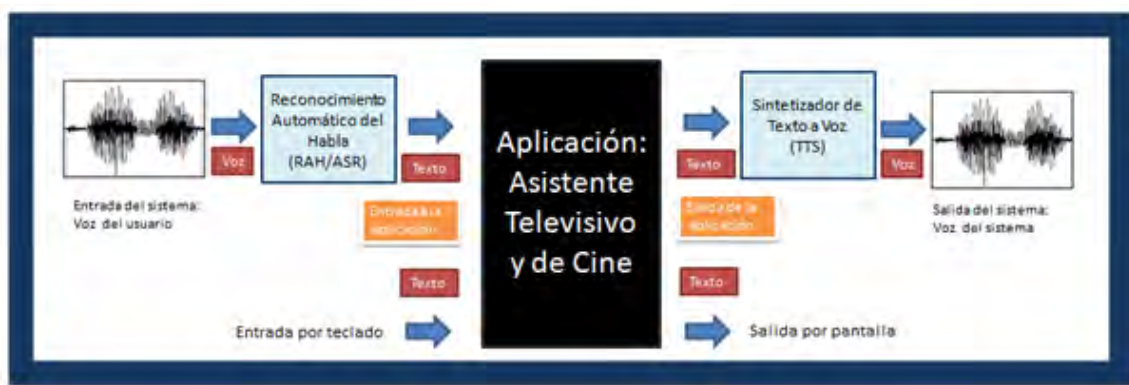 Reconocimiento
Automático del
Habla
(RAH/ASR)
Voz
Texto
Entrada del sistema:
Voz del usuario
Entrada a la
aplicación
Texto
Entrada por teclado
Aplicación:
Asistente
Televisivo
y de Cine
Sintetizador de
Texto a Voz
(TTS)
Texto
Voz
Salida de la
aplicación
Salida del sistema:
Voz del sistema
Texto
Salida por pantalla